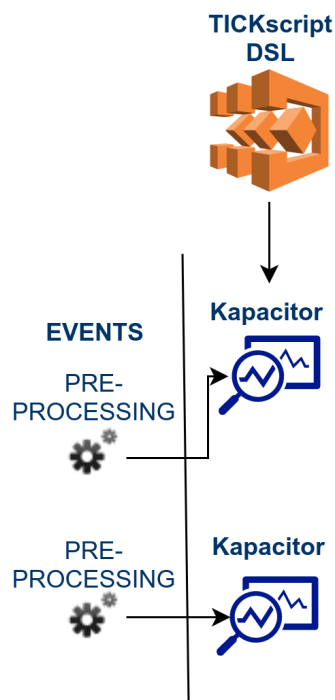 TICKscript
DSL
Kapacitor
EVENTS
PRE-
PROCESSING
PRE-
PROCESSING
Kapacitor